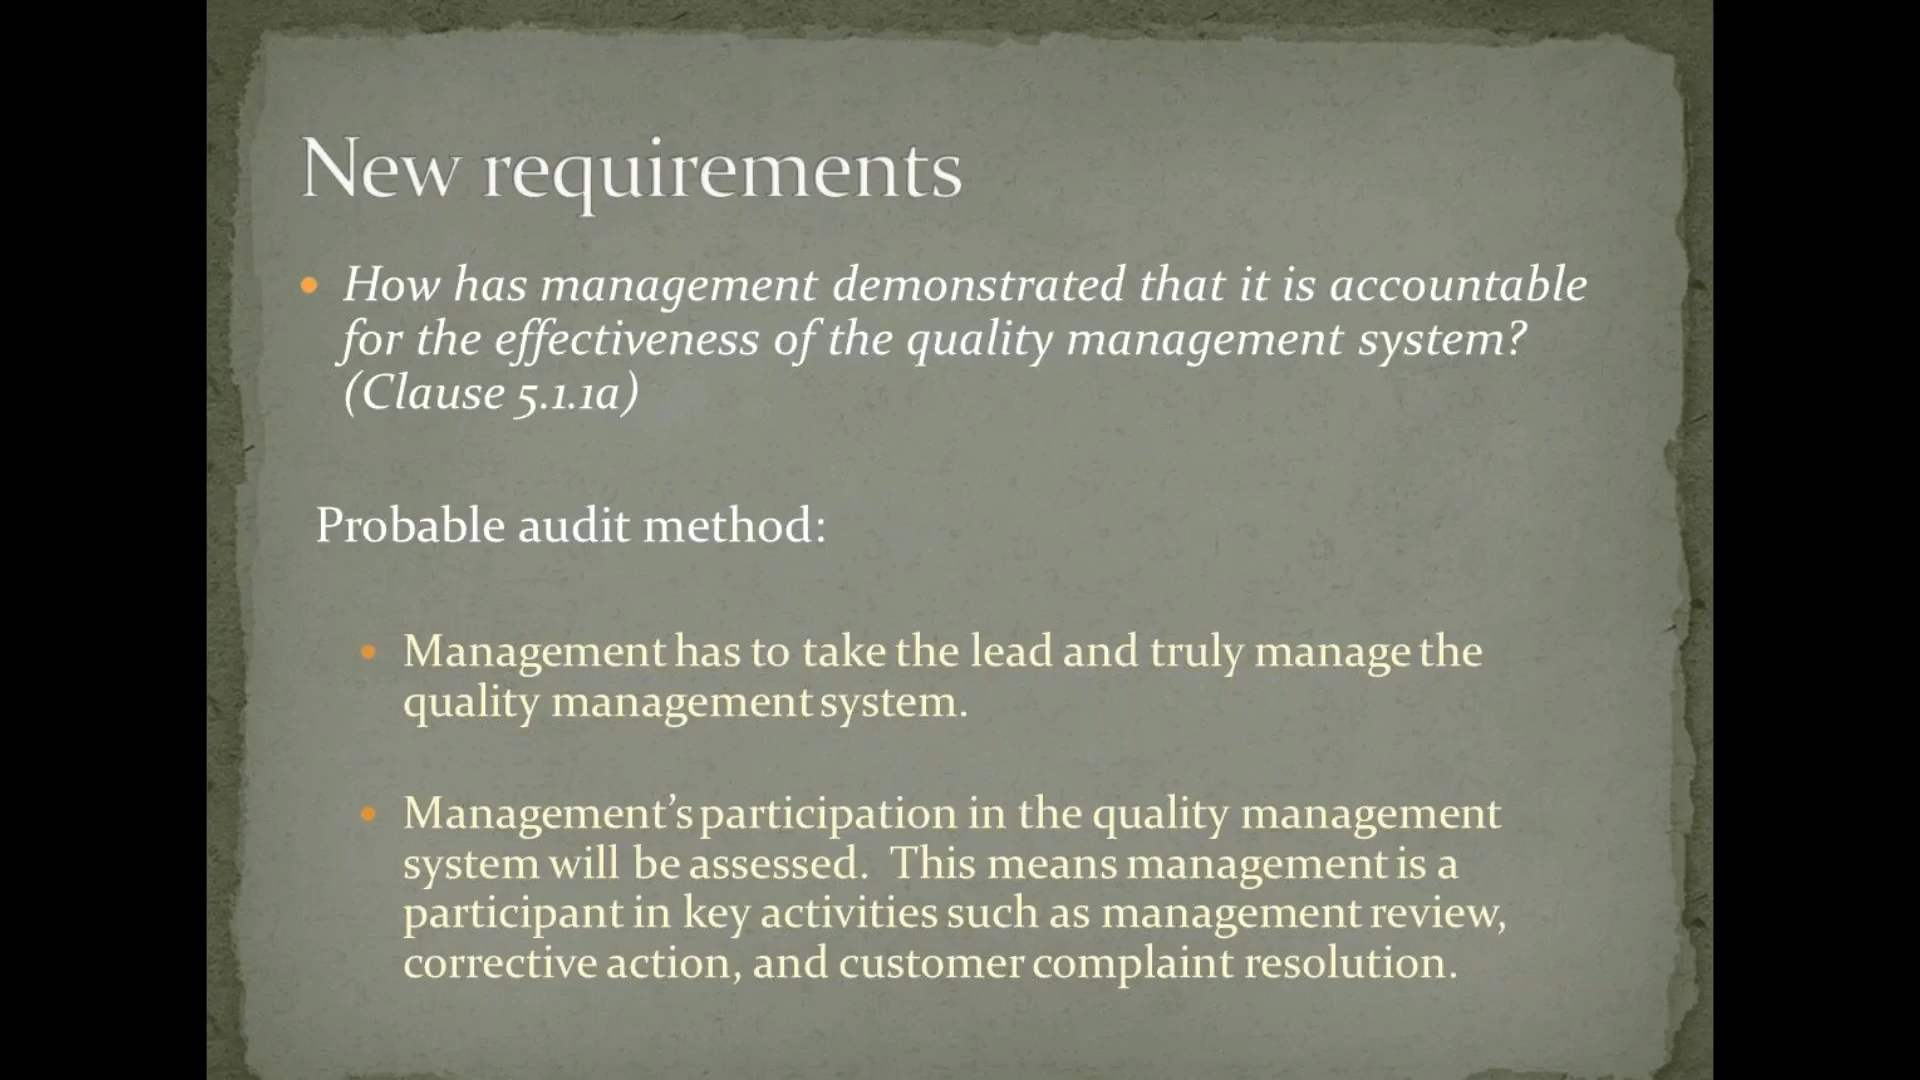 New requirements
• How has management demonstrated that it is accountable
for the effectiveness of the quality management system?
(Clause 5.1.1a)
Probable audit method:
• Management has to take the lead and truly manage the
quality management system.
• Management’s participation in the quality management
system will be assessed.  This means management is a
participant in key activities such as management review,
corrective action, and customer complaint resolution.